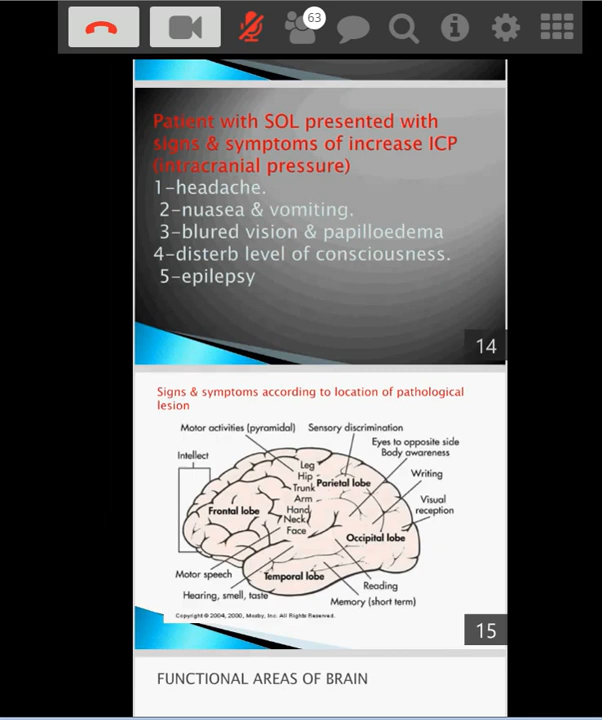 63
Patient with SOL presented with
signs & symptoms of increase ICP
(intracranial pressure)
1-headache.
2-nuasea & vomiting.
3-blured vision & papilloedema
4-disterb level of consciousness.
5-epilepsy
14
Signs & symptoms according to location of pathological
lesion
Motor activities (pyramidal)
Sensory discrimination
Eyes to opposite side
Body awareness
Intellect
Writing
Leg
Hip
Trunk
Parietal lobe
Arm
Visual
reception
Frontal lobe
Hand
Neck
Face
Occipital lobe
Motor speech
Temporal lobe
Reading
Hearing, smell, taste
Memory (short term)
Copyright © 2004, 2000, Mosby, Inc. All Rights Reserved.
15
FUNCTIONAL AREAS OF BRAIN